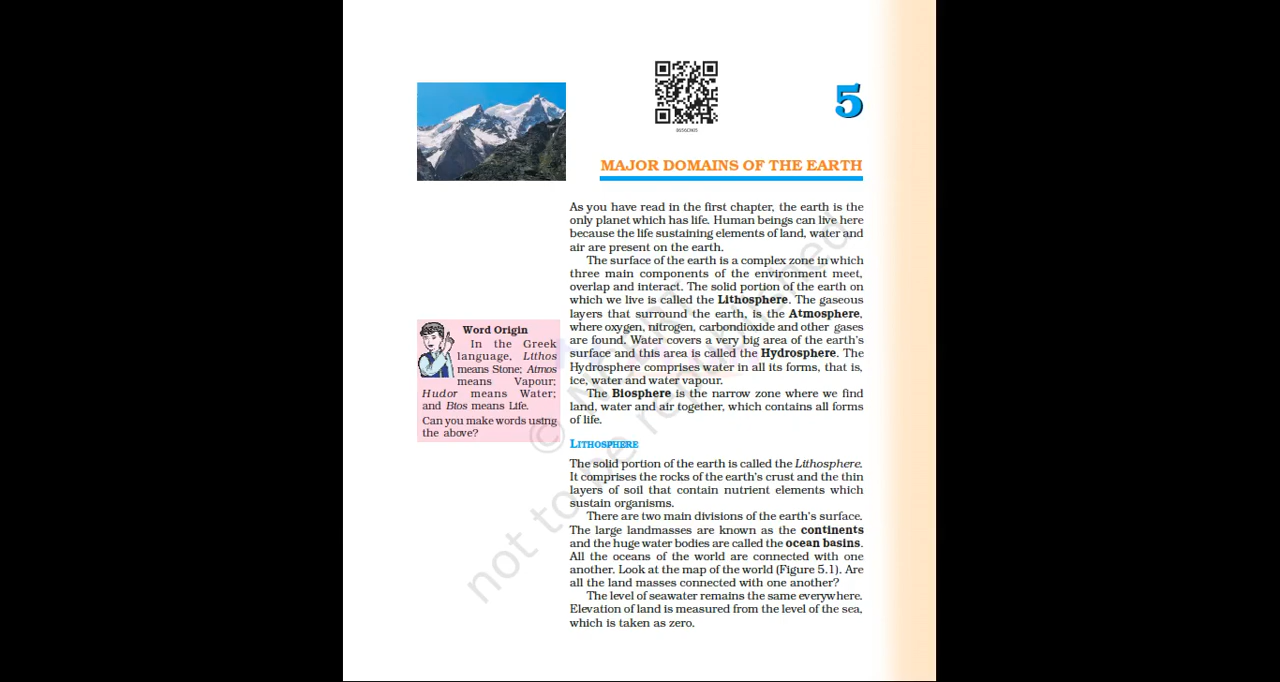 8656CH05
5
MAJOR DOMAINS OF THE EARTH
As you have read in the first chapter, the earth is the
only planet which has life. Human beings can live here
because the life sustaining elements of land, water and
air are present on the earth.
The surface of the earth is a complex zone in which
three main components of the environment meet,
overlap and interact. The solid portion of the earth on
which we live is called the Lithosphere. The gaseous
layers that surround the earth, is the Atmosphere,
where oxygen, nitrogen, carbondioxide and other gases
are found. Water covers a very big area of the earth's
surface and this area is called the Hydrosphere. The
Hydrosphere comprises water in all its forms, that is,
ice, water and water vapour.
The Biosphere is the narrow zone where we find
land, water and air together, which contains all forms
of life.
Word Origin
In the Greek
language, Lithos
means Stone; Atmos
means Vapour;
Hudor means Water;
and Bios means Life.
Can you make words using
the above?
LITHOSPHERE
The solid portion of the earth is called the Lithosphere.
It comprises the rocks of the earth's crust and the thin
layers of soil that contain nutrient elements which
sustain organisms.
There are two main divisions of the earth's surface.
The large landmasses are known as the continents
and the huge water bodies are called the ocean basins.
All the oceans of the world are connected with one
another. Look at the map of the world (Figure 5.1). Are
all the land masses connected with one another?
The level of seawater remains the same everywhere.
Elevation of land is measured from the level of the sea,
which is taken as zero.
© NCERT
not to be republished